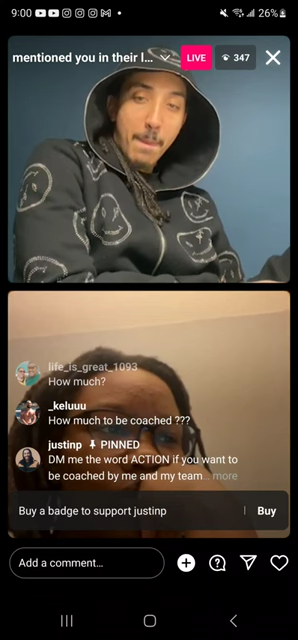 9:00
26%
mentioned you in their l...
LIVE
347
life_is_great_1093
How much?
_keluuu
How much to be coached ???
justinp PINNED
DM me the word ACTION if you want to
be coached by me and my team... more
Buy a badge to support justinp
Buy
Add a comment...